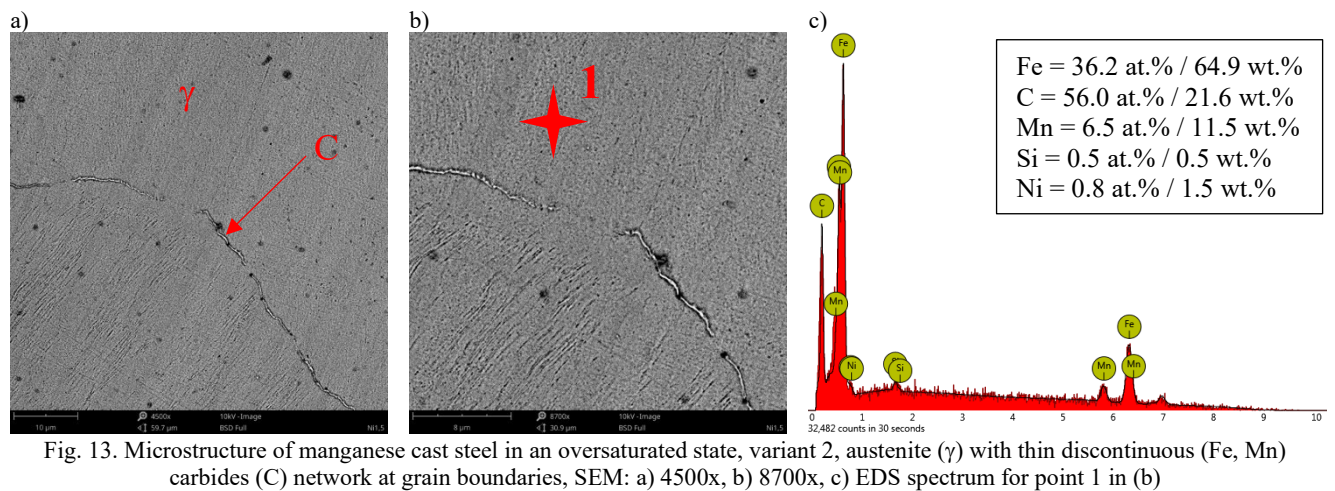 a)
b)
c)
γ
C
4500x
10kV - Image
10 µm
59.7 µm
BSD Full
Ni1,5
1
8700x
10kV - Image
8 µm
30.9 µm
BSD Full
Ni1,5
Fe
Mn
C
Mn
Ni
Si
Mn
Fe
Mn
0 1 2 3 4 5 6 7 8 9 10
32,482 counts in 30 seconds
Fe = 36.2 at.% / 64.9 wt.%
C = 56.0 at.% / 21.6 wt.%
Mn = 6.5 at.% / 11.5 wt.%
Si = 0.5 at.% / 0.5 wt.%
Ni = 0.8 at.% / 1.5 wt.%
Fig. 13. Microstructure of manganese cast steel in an oversaturated state, variant 2, austenite (γ) with thin discontinuous (Fe, Mn)
carbides (C) network at grain boundaries, SEM: a) 4500x, b) 8700x, c) EDS spectrum for point 1 in (b)